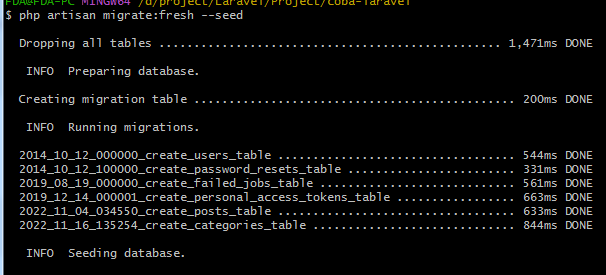 FDA@FDA-PC MINGW64 /d/project/Laravel/Project/coba-laravel
$ php artisan migrate:fresh --seed
Dropping all tables .................................................. 1,471ms DONE
INFO Preparing database.
Creating migration table ............................................... 200ms DONE
INFO Running migrations.
2014_10_12_000000_create_users_table ................................... 544ms DONE
2014_10_12_100000_create_password_resets_table ......................... 331ms DONE
2019_08_19_000000_create_failed_jobs_table ............................. 561ms DONE
2019_12_14_000001_create_personal_access_tokens_table .................. 663ms DONE
2022_11_04_034550_create_posts_table ................................... 633ms DONE
2022_11_16_135254_create_categories_table .............................. 844ms DONE
INFO Seeding database.